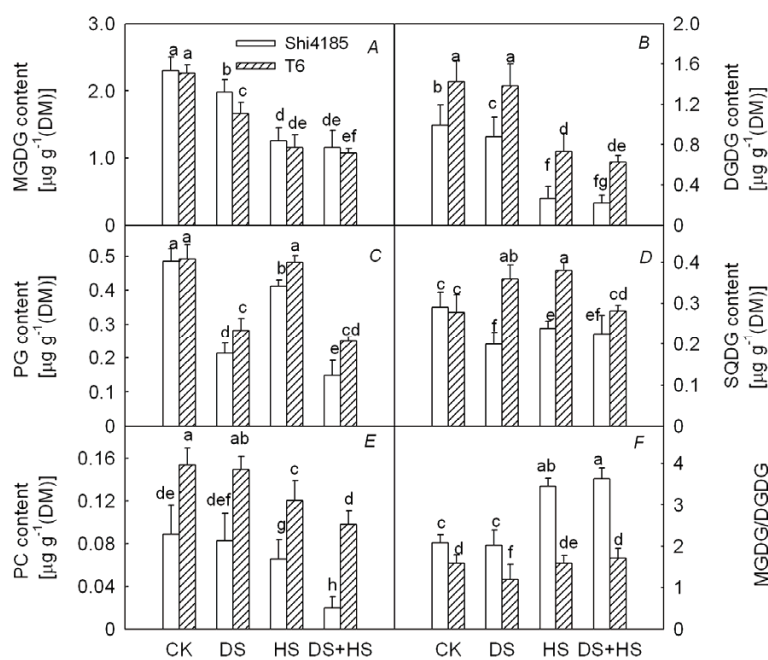 3.0
2.0
1.0
0
MGDG content
[μg g-1(DM)]
a
a
b
c
d
de
de
ef
Shi4185
T6
A
B
b
a
c
a
f
d
fg
de
2.0
1.6
1.2
0.8
0.4
0
DGDG content
[μg g-1(DM)]
0.5
0.4
0.3
0.2
0.1
0
PG content
[μg g-1(DM)]
a
a
d
c
b
a
e
cd
C
D
c
c
f
ab
e
a
ef
cd
0.4
0.3
0.2
0.1
0
SQDG content
[μg g-1(DM)]
0.16
0.12
0.08
0.04
0
PC content
[μg g-1(DM)]
de
a
def
ab
g
c
h
d
E
F
c
d
c
f
ab
de
a
d
4
3
2
1
0
MGDG/DGDG
CK DS HS DS+HS
CK DS HS DS+HS